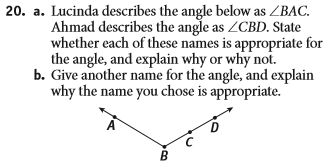 20. a. Lucinda describes the angle below as ∠BAC.
Ahmad describes the angle as ∠CBD. State
whether each of these names is appropriate for
the angle, and explain why or why not.
b. Give another name for the angle, and explain
why the name you chose is appropriate.
A
D
C
B